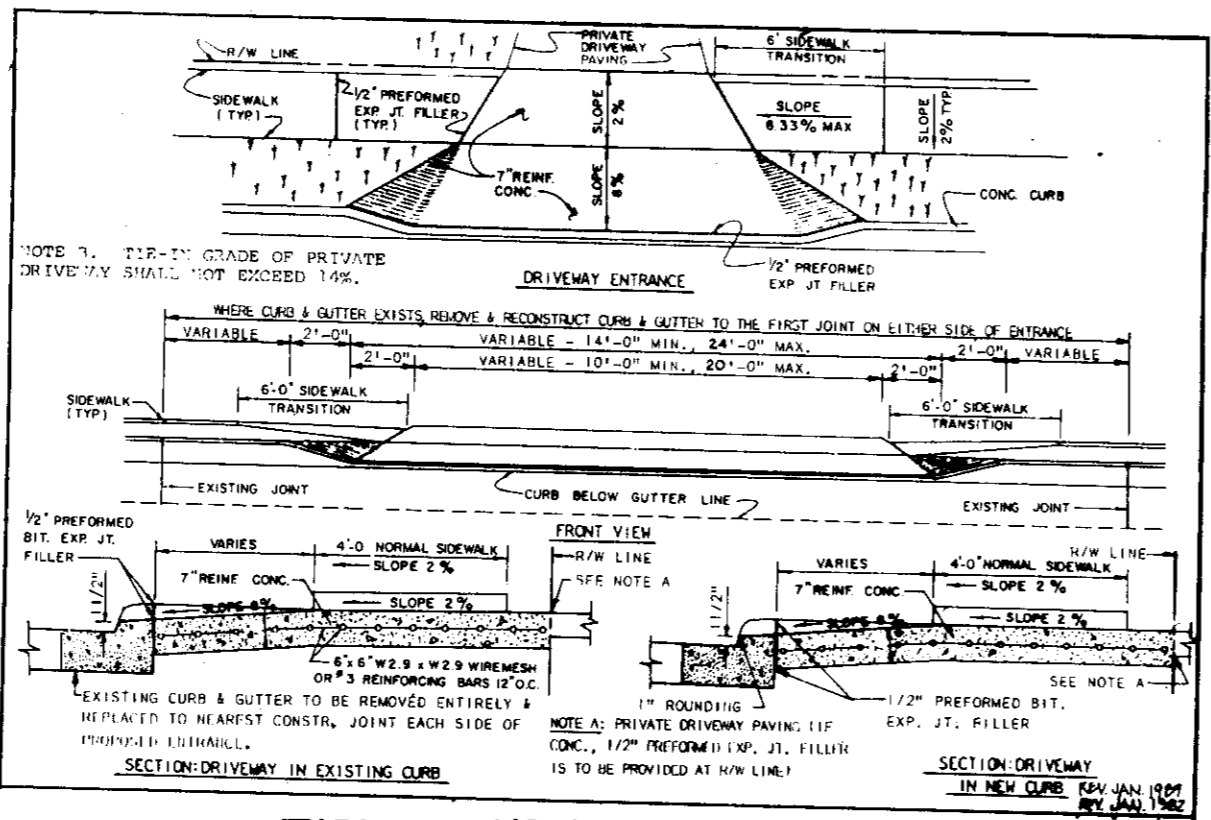 PRIVATE
DRIVEWAY
PAVING
6' SIDEWALK
TRANSITION
R/W LINE
SIDEWALK
(TYP.)
1/2" PREFORMED
EXP. JT. FILLER
(TYP.)
SLOPE
2%
SLOPE
6.33% MAX
SLOPE
2% TYP.
7" REINF.
CONC.
SLOPE
8%
CONC. CURB
NOTE 3. TIE-IN GRADE OF PRIVATE
DRIVEWAY SHALL NOT EXCEED 14%.
DRIVEWAY ENTRANCE
1/2" PREFORMED
EXP. JT FILLER
WHERE CURB & GUTTER EXISTS, REMOVE & RECONSTRUCT CURB & GUTTER TO THE FIRST JOINT ON EITHER SIDE OF ENTRANCE
VARIABLE
2'-0"
VARIABLE - 14'-0" MIN., 24'-0" MAX.
2'-0"
VARIABLE
2'-0"
VARIABLE - 10'-0" MIN., 20'-0" MAX.
2'-0"
SIDEWALK
(TYP)
6'-0" SIDEWALK
TRANSITION
6'-0" SIDEWALK
TRANSITION
EXISTING JOINT
CURB BELOW GUTTER LINE
EXISTING JOINT
FRONT VIEW
1/2" PREFORMED
BIT. EXP. JT.
FILLER
VARIES
4'-0 NORMAL SIDEWALK
SLOPE 2%
R/W LINE
SEE NOTE A
7" REINF. CONC.
1 1/2"
SLOPE 8%
SLOPE 2%
6" x 6" W2.9 x W2.9 WIREMESH
OR #3 REINFORCING BARS 12" O.C.
EXISTING CURB & GUTTER TO BE REMOVED ENTIRELY &
REPLACED TO NEAREST CONSTR. JOINT EACH SIDE OF
PROPOSED ENTRANCE.
SECTION: DRIVEWAY IN EXISTING CURB
R/W LINE
VARIES
4'-0" NORMAL SIDEWALK
SLOPE 2%
7" REINF. CONC
1 1/2"
SLOPE 8%
SLOPE 2%
SEE NOTE A
1" ROUNDING
1/2" PREFORMED BIT.
EXP. JT. FILLER
NOTE A: PRIVATE DRIVEWAY PAVING (IF
CONC., 1/2" PREFORMED EXP. JT. FILLER
IS TO BE PROVIDED AT R/W LINE)
SECTION: DRIVEWAY
IN NEW CURB
REV. JAN.
REV. JAN. 1982